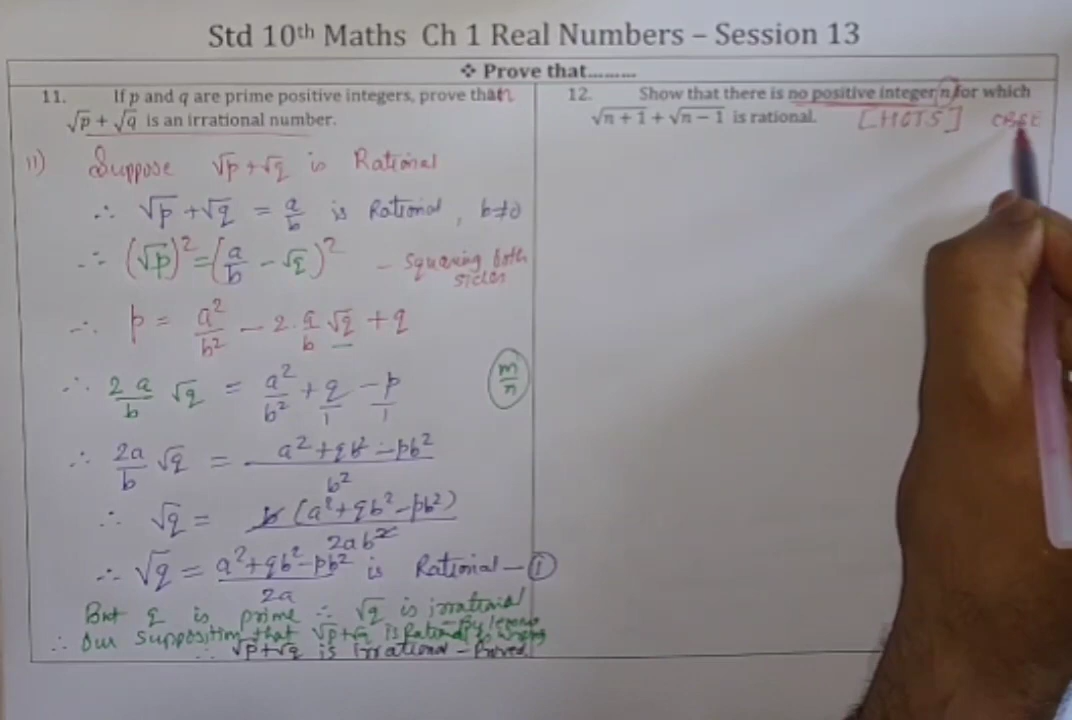 Std 10th Maths Ch 1 Real Numbers – Session 13
❖ Prove that………
11. If p and q are prime positive integers, prove that
√p + √q is an irrational number.
11) Suppose √p + √q is Rational
∴ √p + √q = a/b is Rational, b≠0
∴ (√p)² = (a/b − √q)² – Squaring both
sides
∴ p = a²/b² − 2·a/b √q + q
∴ 2a/b √q = a²/b² + q/1 − p/1
m/n
∴ 2a/b √q = a²+qb²−pb²/b²
∴ √q = b(a²+qb²−pb²)/2ab²
∴ √q = a²+qb²−pb²/2a is Rational – ①
But q is prime ∴ √q is irrational
∴ Our supposition that √p+√q is Rational is wrong
∴ √p+√q is Irrational – Proved
12. Show that there is no positive integer n for which
√n + 1 + √n − 1 is rational. [HOTS] CBSE